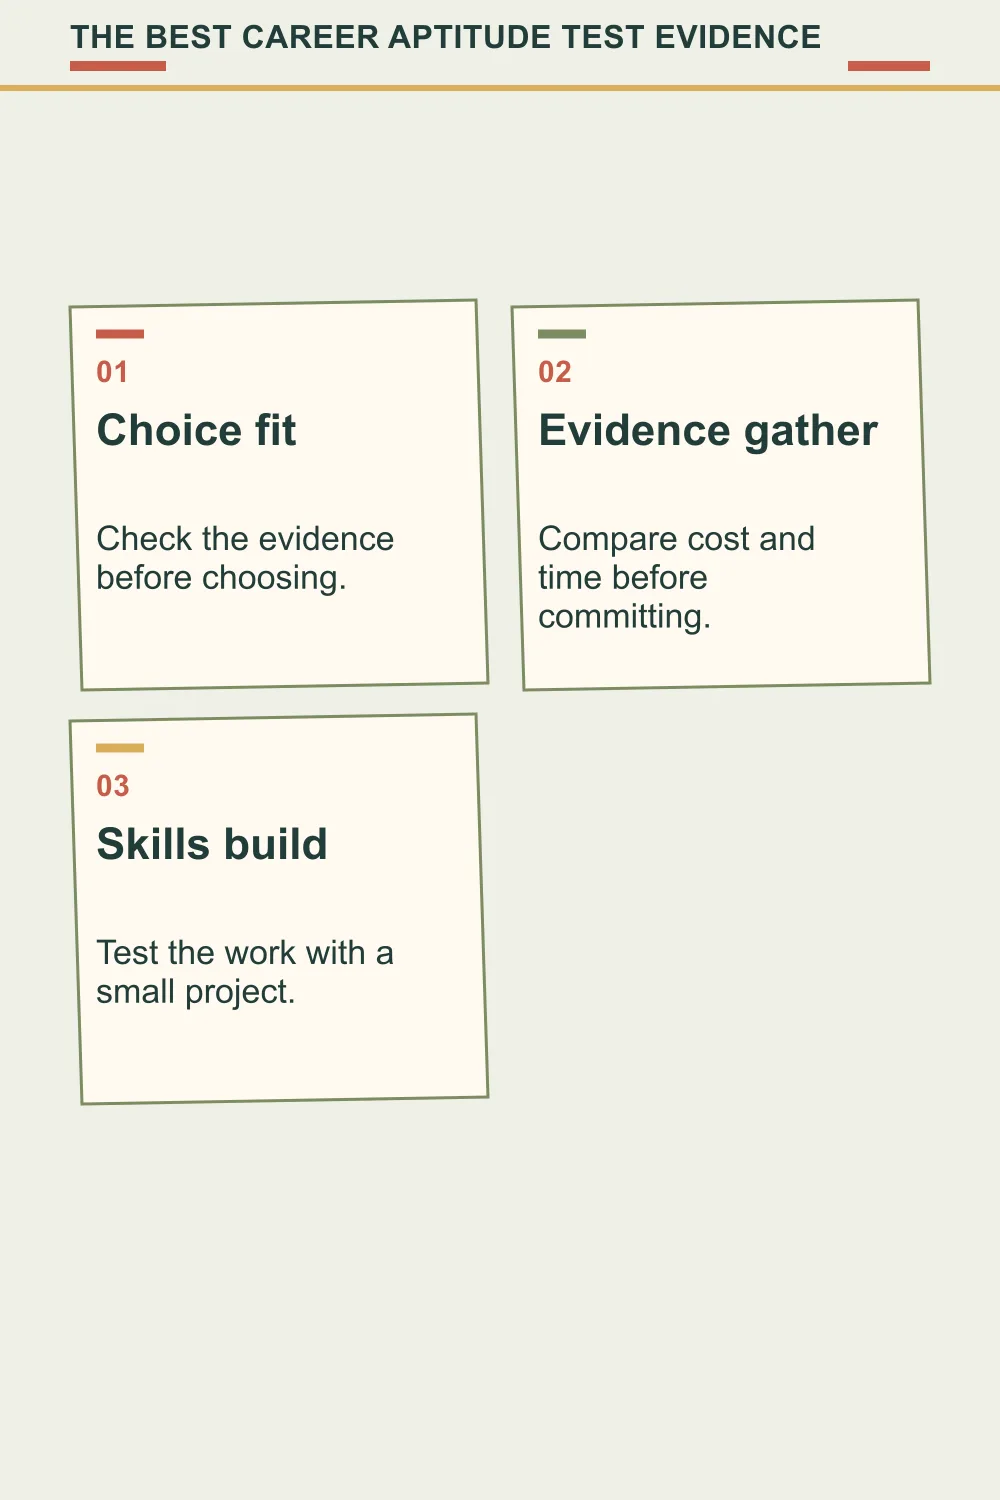 THE BEST CAREER APTITUDE TEST EVIDENCE
01
Choice fit
Check the evidence
before choosing.
02
Evidence gather
Compare cost and
time before
committing.
03
Skills build
Test the work with a
small project.